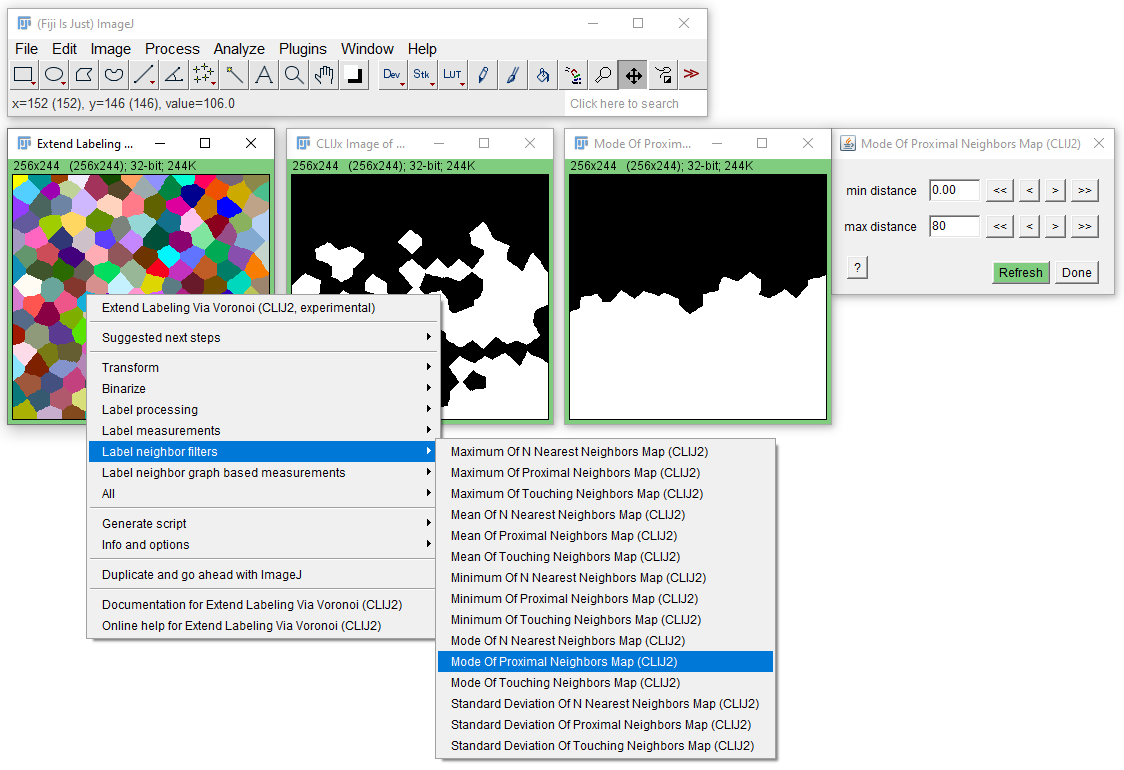 (Fiji Is Just) ImageJ
File Edit Image Process Analyze Plugins Window Help
Dev Stk LUT
x=152 (152), y=146 (146), value=106.0
Click here to search
Extend Labeling ...
256x244 (256x244); 32-bit; 244K
CLIJx Image of ...
256x244 (256x244); 32-bit; 244K
Mode Of Proxim...
256x244 (256x244); 32-bit; 244K
Mode Of Proximal Neighbors Map (CLIJ2)
min distance 0.00 << < > >>
max distance 80 << < > >>
? Refresh Done
Extend Labeling Via Voronoi (CLIJ2, experimental)
Suggested next steps
Transform
Binarize
Label processing
Label measurements
Label neighbor filters
Label neighbor graph based measurements
All
Generate script
Info and options
Duplicate and go ahead with ImageJ
Documentation for Extend Labeling Via Voronoi (CLIJ2)
Online help for Extend Labeling Via Voronoi (CLIJ2)
Maximum Of N Nearest Neighbors Map (CLIJ2)
Maximum Of Proximal Neighbors Map (CLIJ2)
Maximum Of Touching Neighbors Map (CLIJ2)
Mean Of N Nearest Neighbors Map (CLIJ2)
Mean Of Proximal Neighbors Map (CLIJ2)
Mean Of Touching Neighbors Map (CLIJ2)
Minimum Of N Nearest Neighbors Map (CLIJ2)
Minimum Of Proximal Neighbors Map (CLIJ2)
Minimum Of Touching Neighbors Map (CLIJ2)
Mode Of N Nearest Neighbors Map (CLIJ2)
Mode Of Proximal Neighbors Map (CLIJ2)
Mode Of Touching Neighbors Map (CLIJ2)
Standard Deviation Of N Nearest Neighbors Map (CLIJ2)
Standard Deviation Of Proximal Neighbors Map (CLIJ2)
Standard Deviation Of Touching Neighbors Map (CLIJ2)